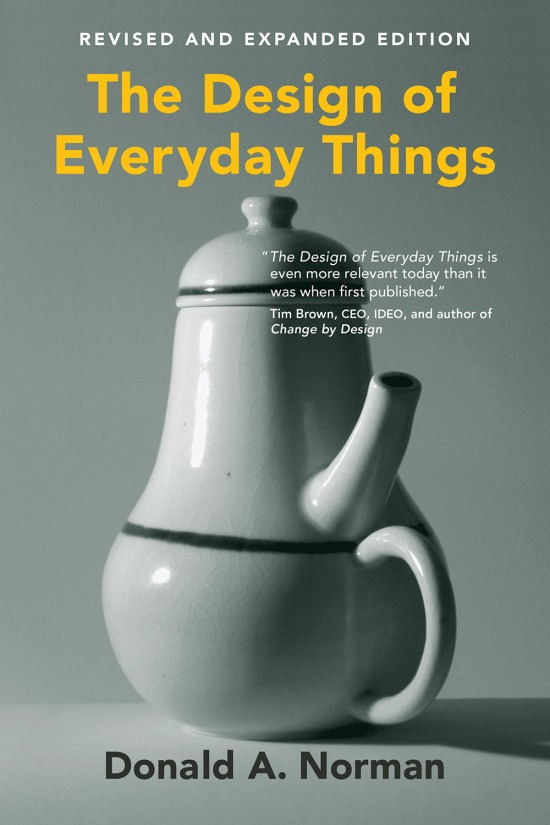 REVISED AND EXPANDED EDITION
The Design of
Everyday Things
“The Design of Everyday Things is
even more relevant today than it
was when first published.”
Tim Brown, CEO, IDEO, and author of
Change by Design
Donald A. Norman